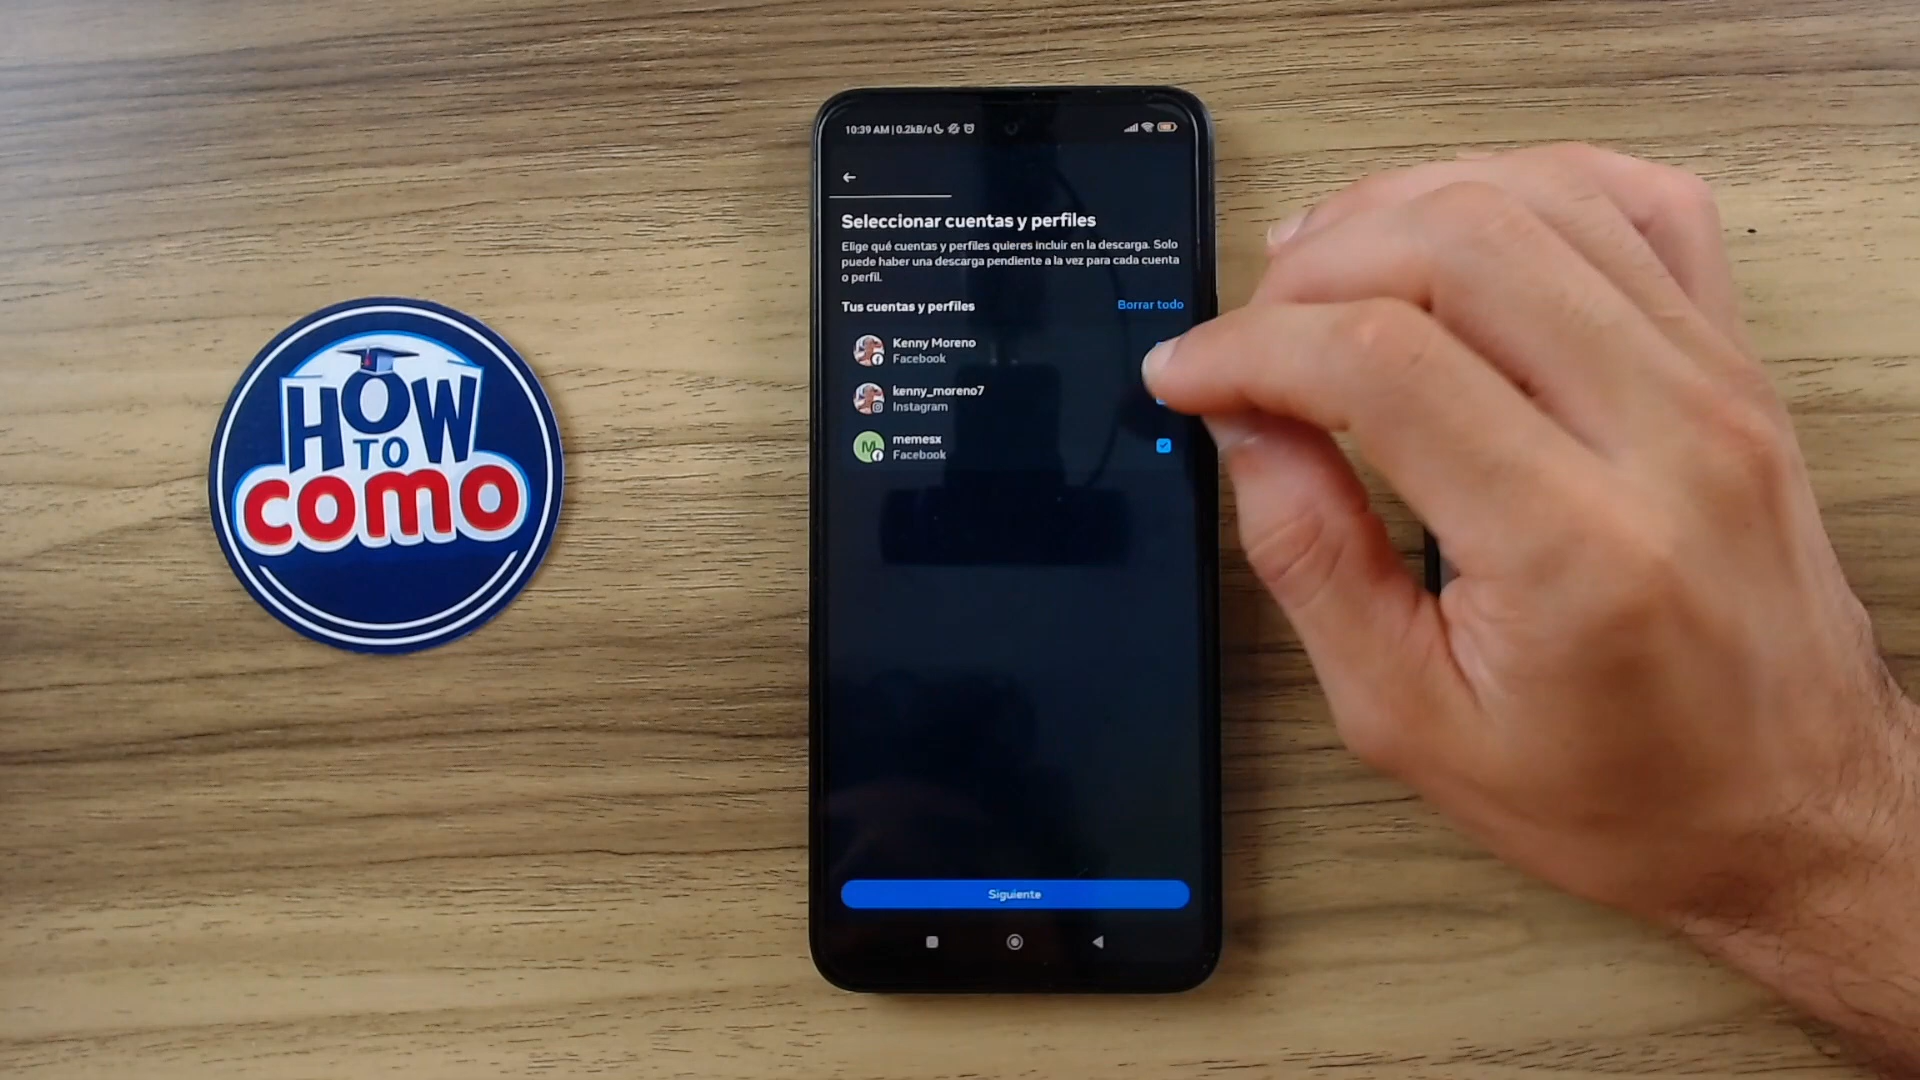 HOW
TO
COMO
10:39 AM | 0.2kB/s
Seleccionar cuentas y perfiles
Elige qué cuentas y perfiles quieres incluir en la descarga. Solo
puede haber una descarga pendiente a la vez para cada cuenta
o perfil.
Tus cuentas y perfiles
Borrar todo
Kenny Moreno
Facebook
kenny_moreno7
Instagram
M
memesx
Facebook
Siguiente